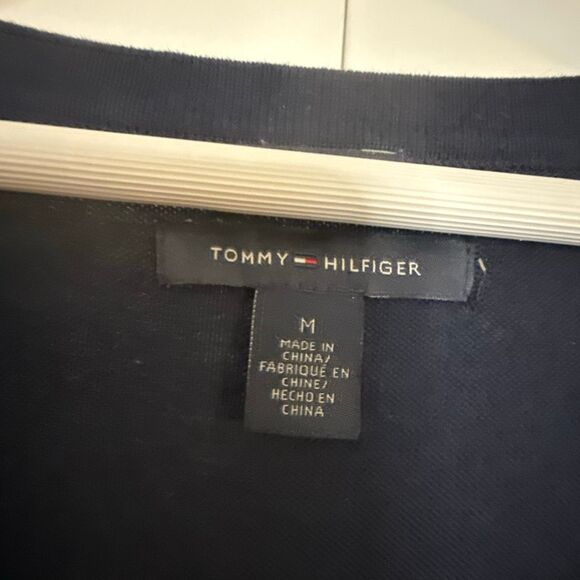 TOMMY HILFIGER
M
MADE IN
CHINA/
FABRIQUÉ EN
CHINE/
HECHO EN
CHINA